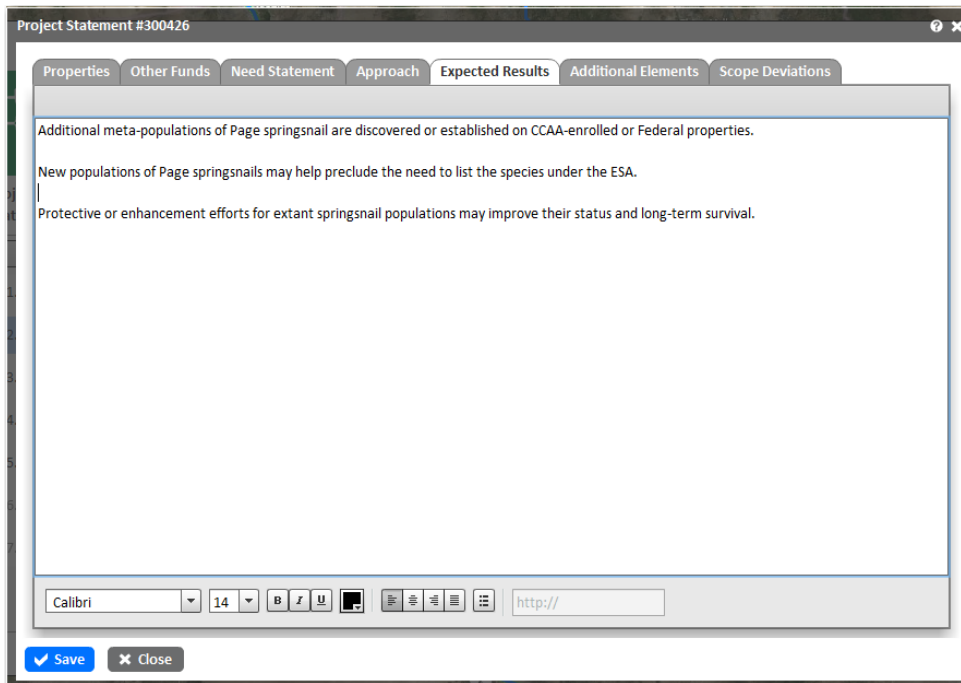 Project Statement #300426
Properties
Other Funds
Need Statement
Approach
Expected Results
Additional Elements
Scope Deviations
Additional meta-populations of Page springsnail are discovered or established on CCAA-enrolled or Federal properties.
New populations of Page springsnails may help preclude the need to list the species under the ESA.
Protective or enhancement efforts for extant springsnail populations may improve their status and long-term survival.
Calibri
14
B I U
http://
Save
Close